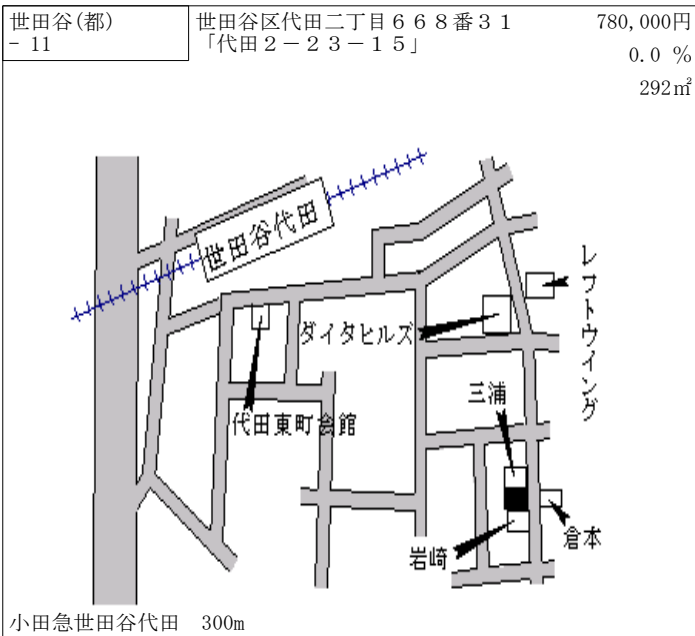 世田谷(都)
- 11
世田谷区代田二丁目６６８番３１
「代田２－２３－１５」
780,000円
0.0 %
292㎡
世田谷代田
レフトウイング
ダイタヒルズ
三浦
代田東町会館
倉本
岩崎
小田急世田谷代田 300m